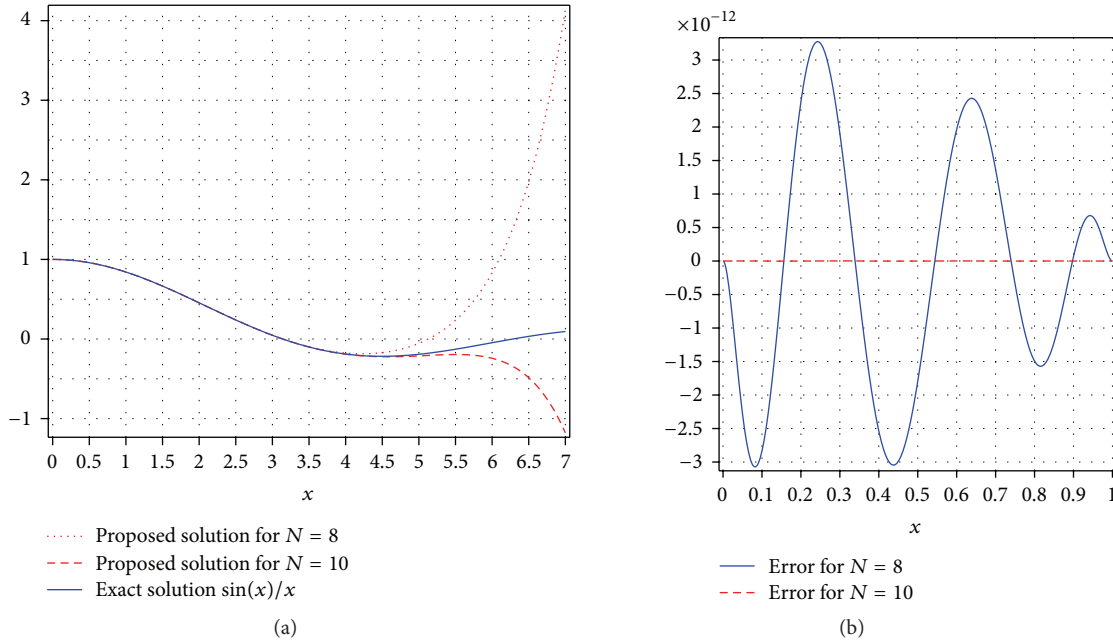 4
3
2
1
0
−1
0 0.5 1 1.5 2 2.5 3 3.5 4 4.5 5 5.5 6 6.5 7
x
Proposed solution for N = 8
Proposed solution for N = 10
Exact solution sin(x)/x
(a)
×10−12
3
2.5
2
1.5
1
0.5
0
−0.5
−1
−1.5
−2
−2.5
−3
0 0.1 0.2 0.3 0.4 0.5 0.6 0.7 0.8 0.9 1
x
Error for N = 8
Error for N = 10
(b)